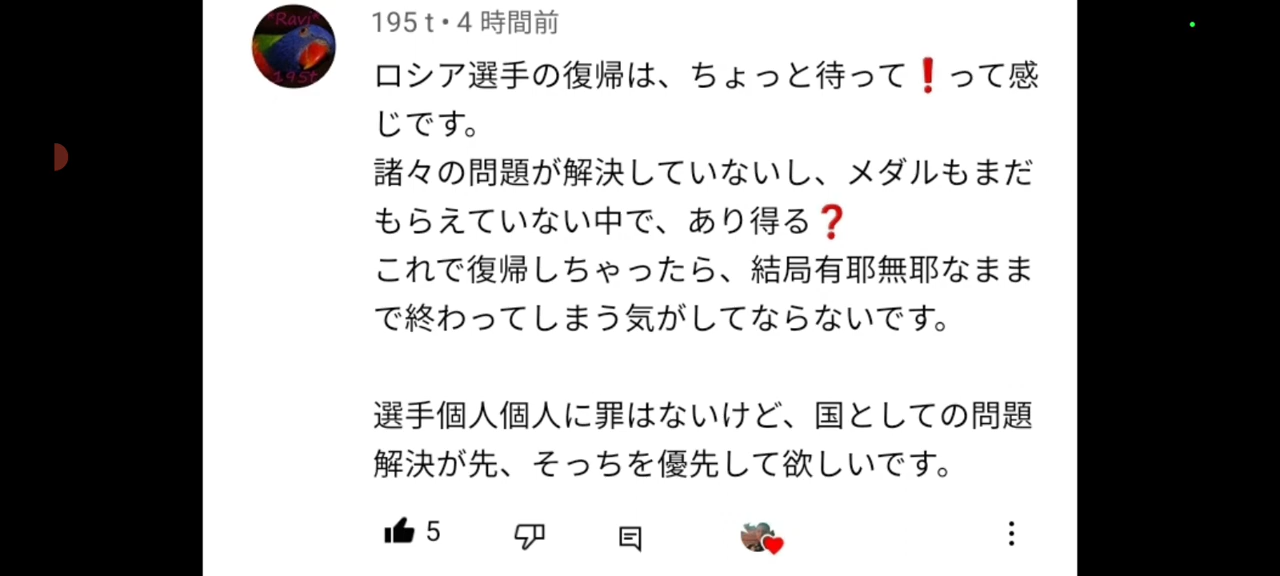 *Ravi*
195t
195 t • 4 時間前
ロシア選手の復帰は、ちょっと待って❗って感
じです。
諸々の問題が解決していないし、メダルもまだ
もらえていない中で、あり得る❓
これで復帰しちゃったら、結局有耶無耶なまま
で終わってしまう気がしてならないです。
選手個人個人に罪はないけど、国としての問題
解決が先、そっちを優先して欲しいです。
5